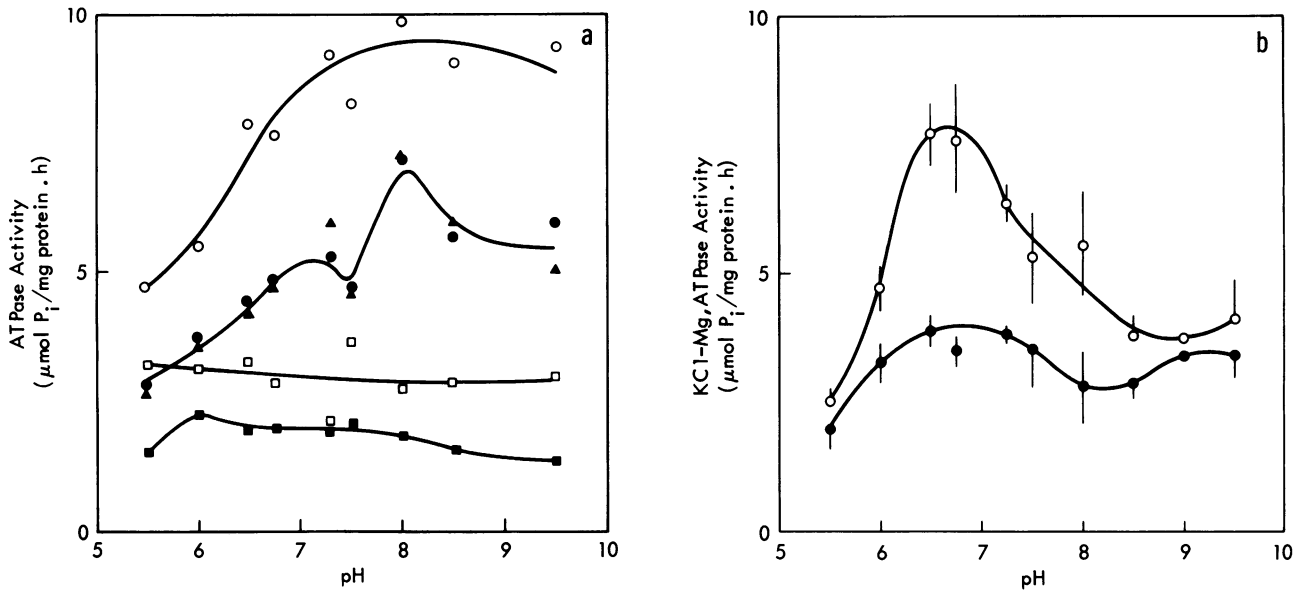 a
10
5
0
5
6
7
8
9
10
pH
ATPase Activity
(μmol Pi/mg protein . h)
b
10
5
0
5
6
7
8
9
10
pH
KCl-Mg,ATPase Activity
(μmol Pi/mg protein . h)